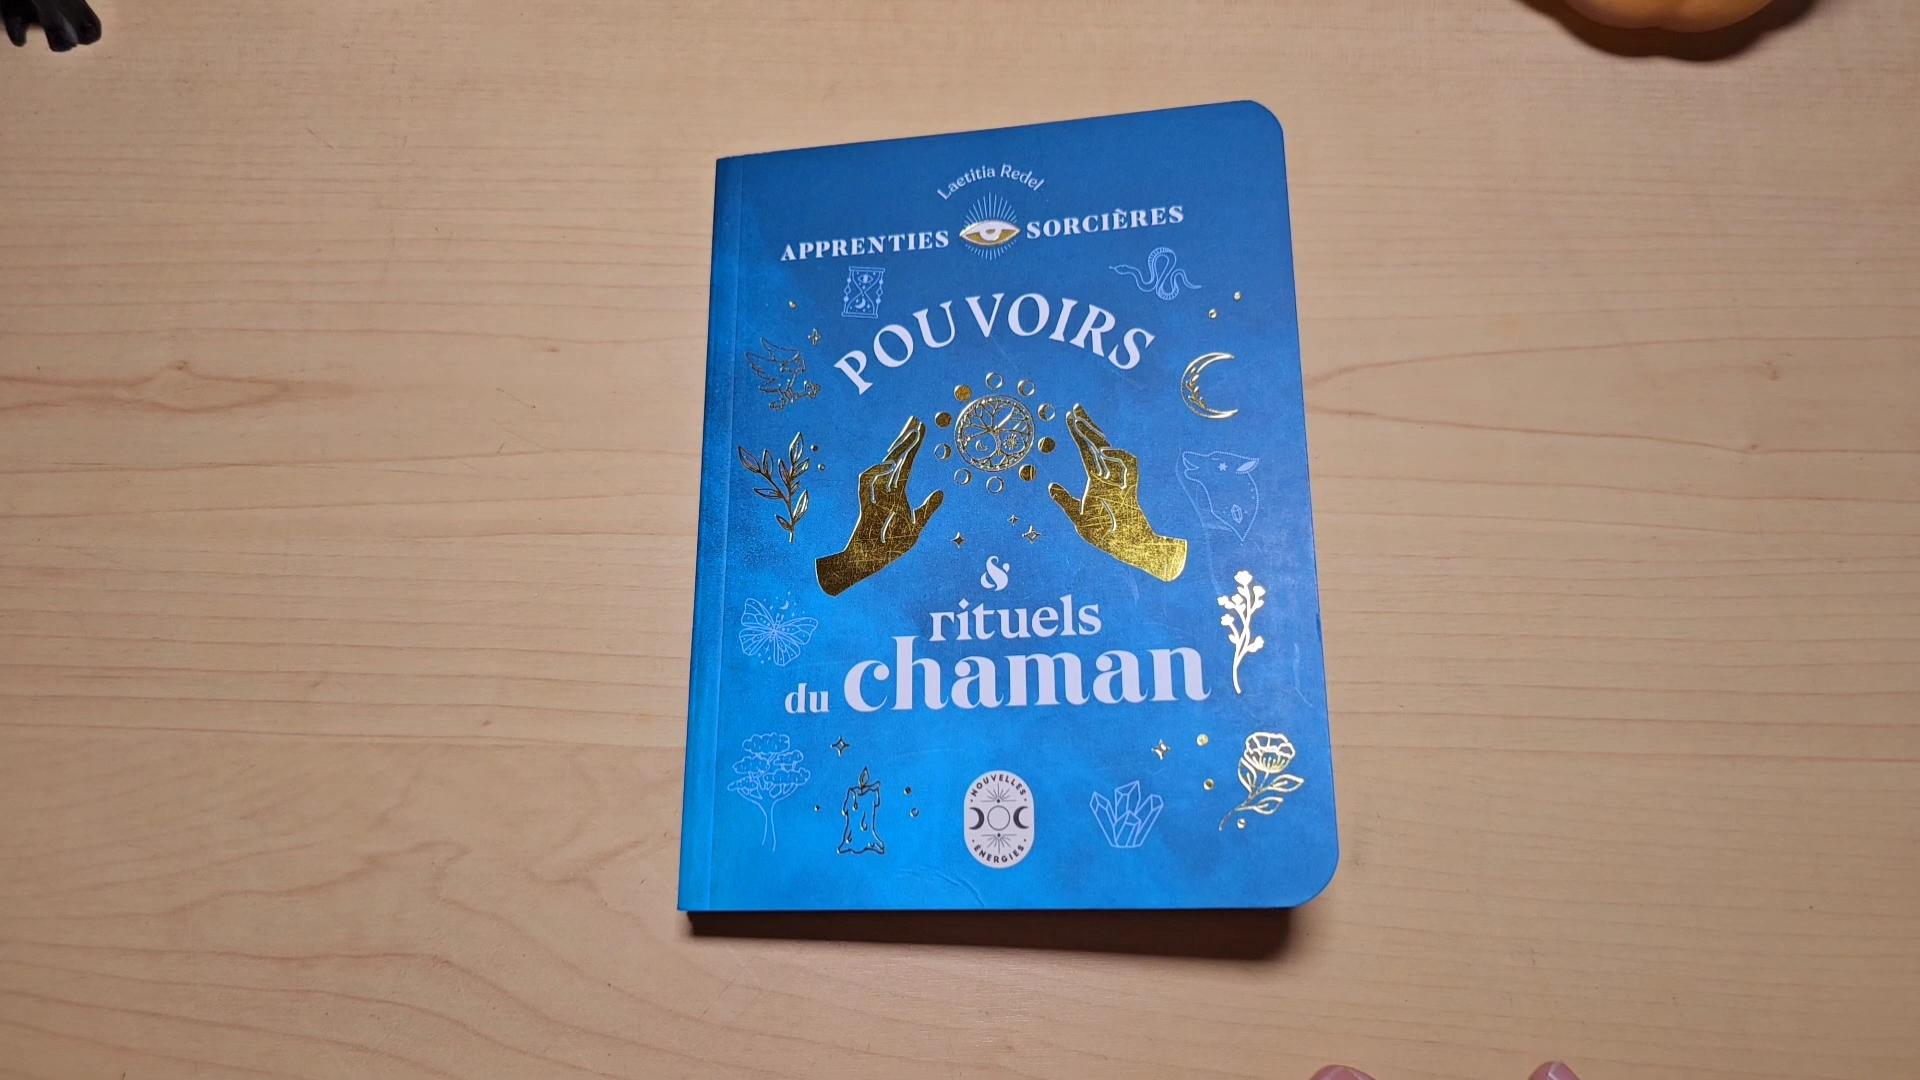 Laetitia Redel
APPRENTIES SORCIÈRES
POUVOIRS
&
rituels
du chaman
NOUVELLES
ÉNERGIES